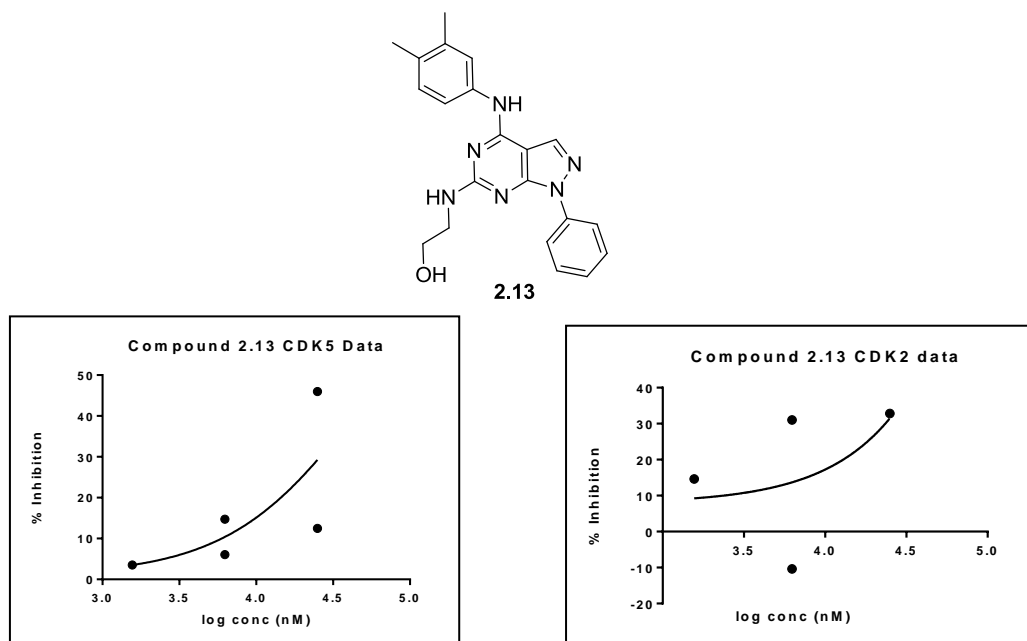 NH
N
N
HN
N
N
OH
2.13
Compound 2.13 CDK5 Data
50
40
30
20
10
0
3.0 3.5 4.0 4.5 5.0
% Inhibition
log conc (nM)
Compound 2.13 CDK2 data
40
30
20
10
0
-10
-20
3.5 4.0 4.5 5.0
% Inhibition
log conc (nM)